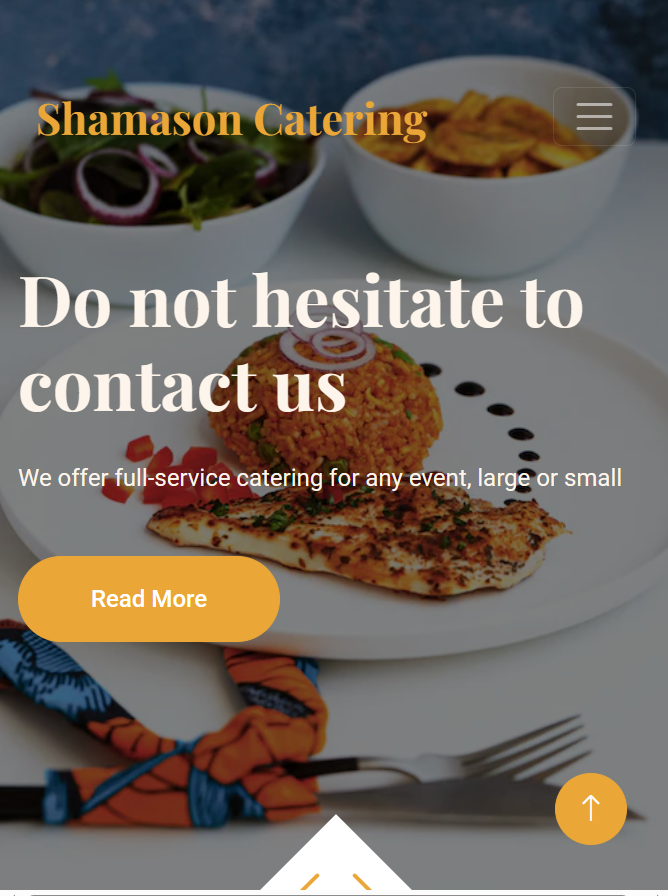 Shamason Catering
Do not hesitate to
contact us
We offer full-service catering for any event, large or small
Read More